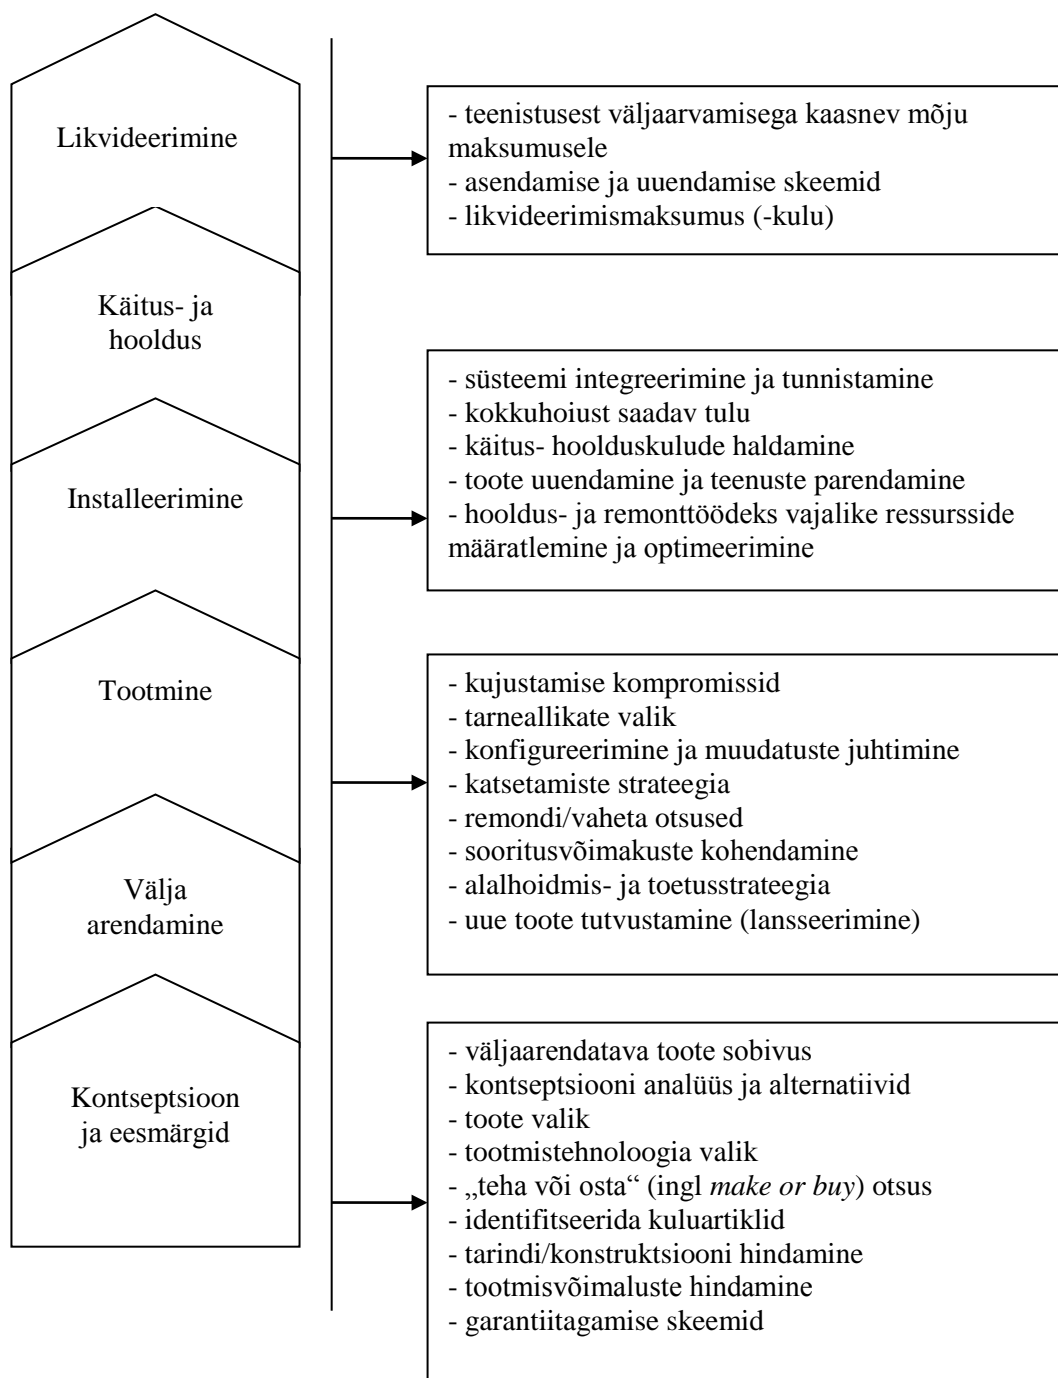 Likvideerimine
Käitus- ja
hooldus
Installeerimine
Tootmine
Välja
arendamine
Kontseptsioon
ja eesmärgid
- teenistusest väljaarvamisega kaasnev mõju
maksumusele
- asendamise ja uuendamise skeemid
- likvideerimismaksumus (-kulu)
- süsteemi integreerimine ja tunnistamine
- kokkuhoiust saadav tulu
- käitus- hoolduskulude haldamine
- toote uuendamine ja teenuste parendamine
- hooldus- ja remonttöödeks vajalike ressursside
määratlemine ja optimeerimine
- kujustamise kompromissid
- tarneallikate valik
- konfigureerimine ja muudatuste juhtimine
- katsetamiste strateegia
- remondi/vaheta otsused
- sooritusvõimakuste kohendamine
- alalhoidmis- ja toetusstrateegia
- uue toote tutvustamine (lansseerimine)
- väljaarendatava toote sobivus
- kontseptsiooni analüüs ja alternatiivid
- toote valik
- tootmistehnoloogia valik
- „teha või osta“ (ingl make or buy) otsus
- identifitseerida kuluartiklid
- tarindi/konstruktsiooni hindamine
- tootmisvõimaluste hindamine
- garantiitagamise skeemid